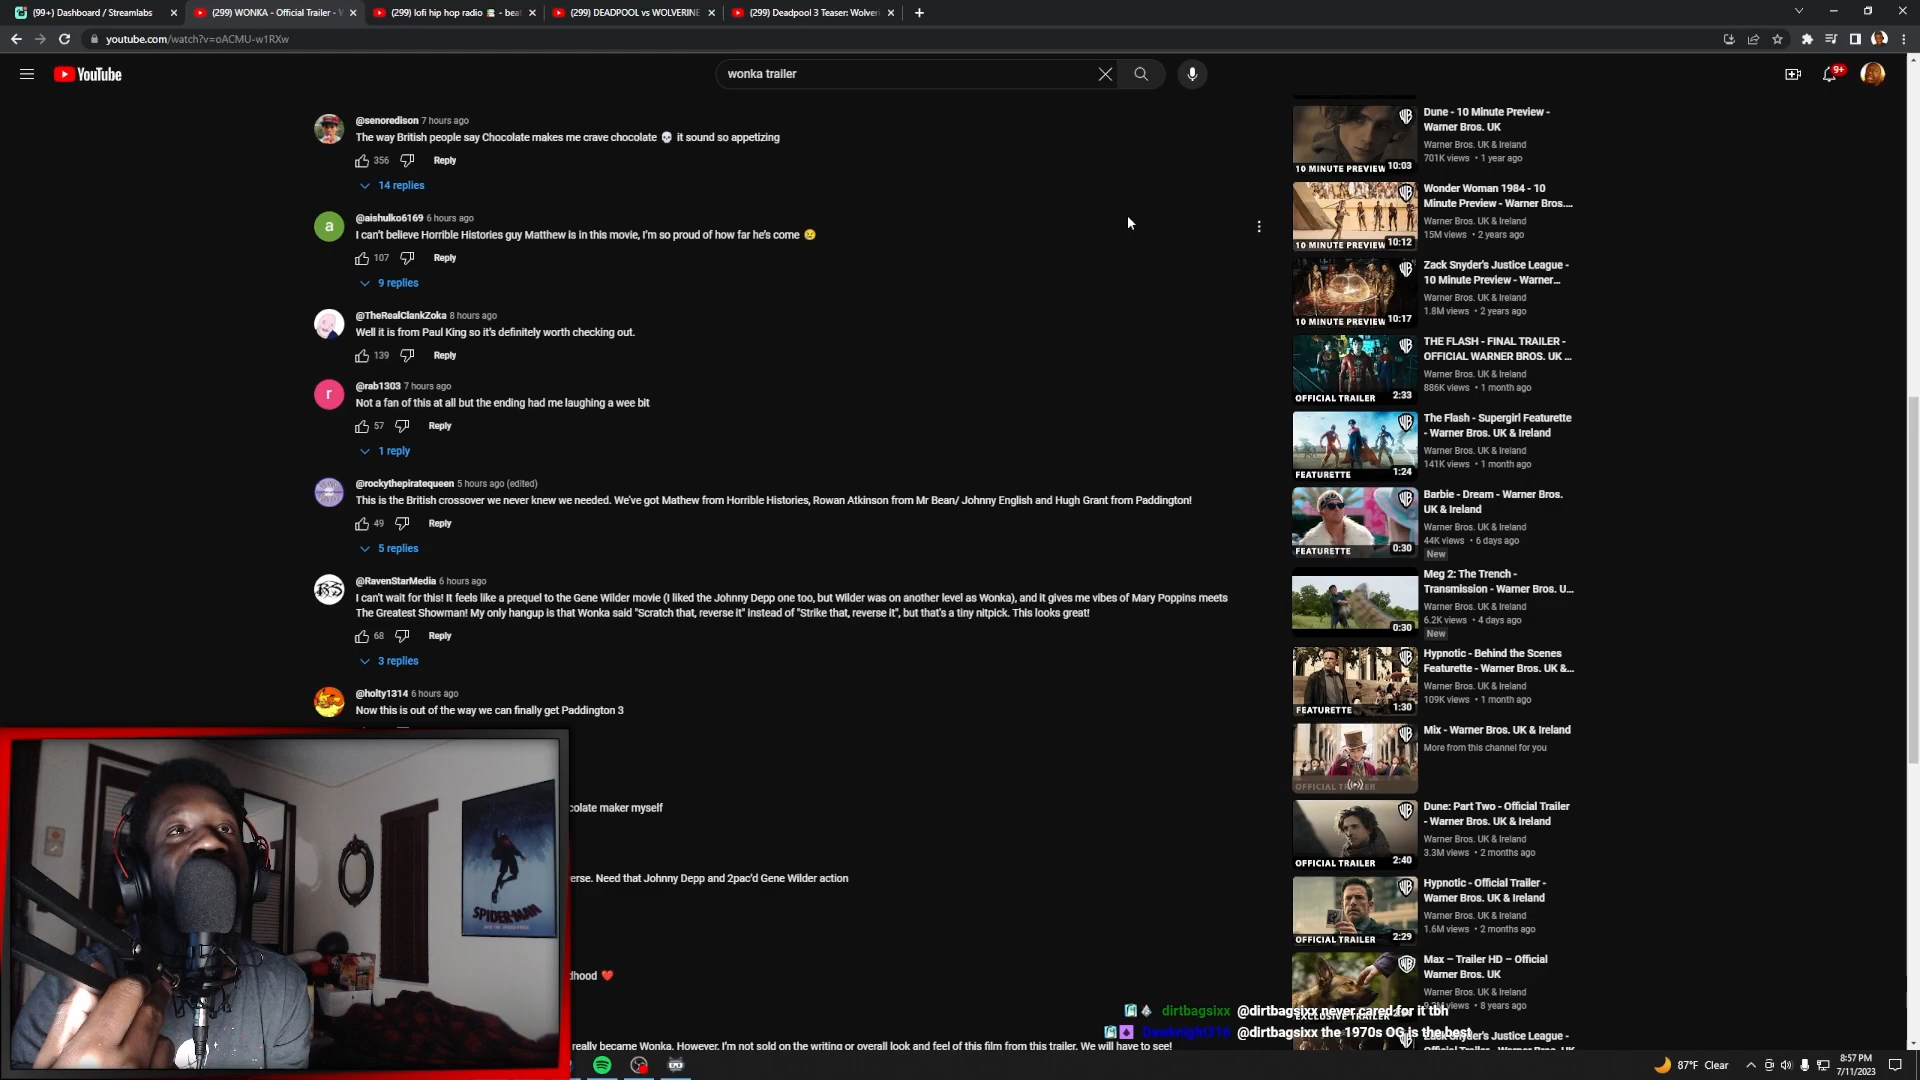 (99+) Dashboard / Streamlabs
(299) WONKA - Official Trailer -
(299) lofi hip hop radio
(299) DEADPOOL vs WOLVERINE
(299) Deadpool 3 Teaser: Wolveri
youtube.com/watch?v=oACMU-w1RXw
YouTube
wonka trailer
9+
@senoredison 7 hours ago
The way British people say Chocolate makes me crave chocolate 💀 it sound so appetizing
356 Reply
14 replies
a
@aishulko6169 6 hours ago
I can't believe Horrible Histories guy Matthew is in this movie, I'm so proud of how far he's come 😢
107 Reply
9 replies
@TheRealClankZoka 8 hours ago
Well it is from Paul King so it's definitely worth checking out.
139 Reply
r
@rab1303 7 hours ago
Not a fan of this at all but the ending had me laughing a wee bit
57 Reply
1 reply
@rockythepiratequeen 5 hours ago (edited)
This is the British crossover we never knew we needed. We've got Mathew from Horrible Histories, Rowan Atkinson from Mr Bean/ Johnny English and Hugh Grant from Paddington!
49 Reply
5 replies
@RavenStarMedia 6 hours ago
I can't wait for this! It feels like a prequel to the Gene Wilder movie (I liked the Johnny Depp one too, but Wilder was on another level as Wonka), and it gives me vibes of Mary Poppins meets
The Greatest Showman! My only hangup is that Wonka said "Scratch that, reverse it" instead of "Strike that, reverse it", but that's a tiny nitpick. This looks great!
68 Reply
3 replies
@holty1314 6 hours ago
Now this is out of the way we can finally get Paddington 3
colate maker myself
erse. Need that Johnny Depp and 2pac'd Gene Wilder action
dhood ❤️
really became Wonka. However, I'm not sold on the writing or overall look and feel of this film from this trailer. We will have to see!
SPIDER-MAN
10 MINUTE PREVIEW 10:03
Dune - 10 Minute Preview -
Warner Bros. UK
Warner Bros. UK & Ireland
701K views • 1 year ago
10 MINUTE PREVIEW 10:12
Wonder Woman 1984 - 10
Minute Preview - Warner Bros....
Warner Bros. UK & Ireland
15M views • 2 years ago
10 MINUTE PREVIEW 10:17
Zack Snyder's Justice League -
10 Minute Preview - Warner...
Warner Bros. UK & Ireland
1.8M views • 2 years ago
OFFICIAL TRAILER 2:33
THE FLASH - FINAL TRAILER -
OFFICIAL WARNER BROS. UK ...
Warner Bros. UK & Ireland
886K views • 1 month ago
FEATURETTE 1:24
The Flash - Supergirl Featurette
- Warner Bros. UK & Ireland
Warner Bros. UK & Ireland
141K views • 1 month ago
FEATURETTE 0:30
Barbie - Dream - Warner Bros.
UK & Ireland
Warner Bros. UK & Ireland
44K views • 6 days ago
New
0:30
Meg 2: The Trench -
Transmission - Warner Bros. U...
Warner Bros. UK & Ireland
6.2K views • 4 days ago
New
FEATURETTE 1:30
Hypnotic - Behind the Scenes
Featurette - Warner Bros. UK &...
Warner Bros. UK & Ireland
109K views • 1 month ago
OFFICIAL TRAILER
Mix - Warner Bros. UK & Ireland
More from this channel for you
OFFICIAL TRAILER 2:40
Dune: Part Two - Official Trailer
- Warner Bros. UK & Ireland
Warner Bros. UK & Ireland
3.3M views • 2 months ago
OFFICIAL TRAILER 2:29
Hypnotic - Official Trailer -
Warner Bros. UK & Ireland
Warner Bros. UK & Ireland
1.6M views • 2 months ago
EXCLUSIVE TRAILER
Max – Trailer HD – Official
Warner Bros. UK
Warner Bros. UK & Ireland
views • 8 years ago
Zack Snyder's Justice League -
dirtbagsixx @dirtbagsixx never cared for it tbh
Dawknight316 @dirtbagsixx the 1970s OG is the best
87°F Clear
8:57 PM
7/11/2023